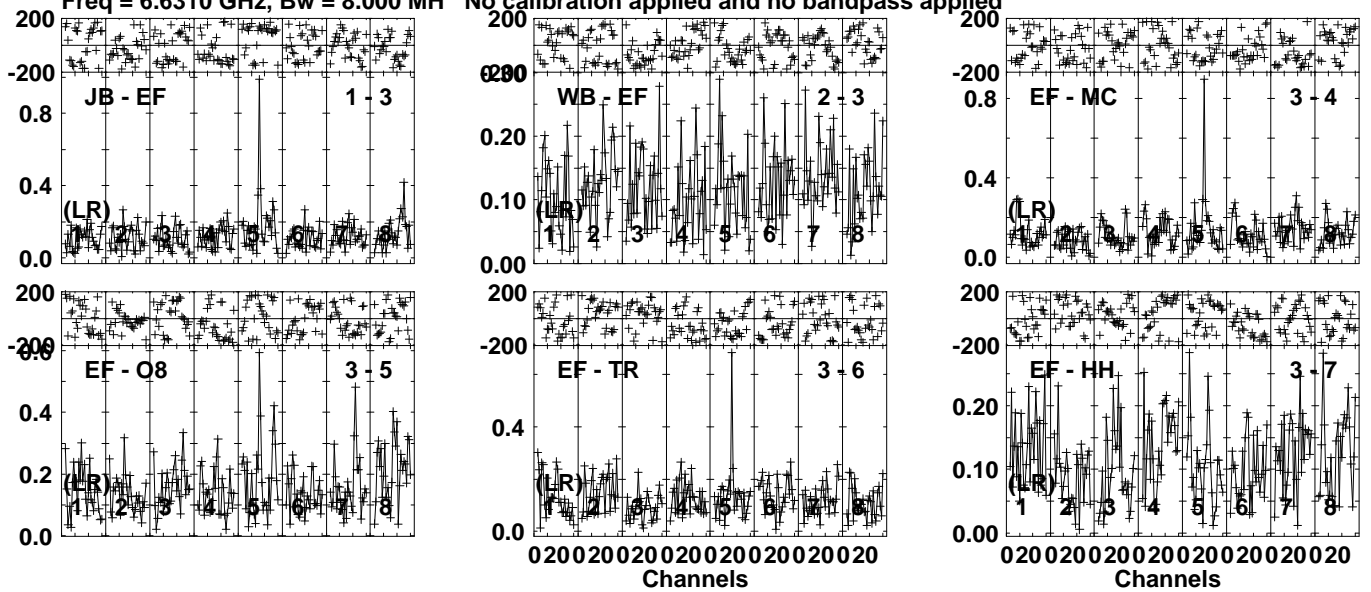 Freq = 6.6310 GHz, Bw = 8.000 MH No calibration applied and no bandpass applied
200 200 200
-200 -200 -200
JB - EF 1 - 3 0.30 WB - EF 2 - 3 EF - MC 3 - 4
0.8 0.20 0.8
0.4 0.10 0.4
(LR) (LR) (LR)
1 2 3 4 5 6 7 8 1 2 3 4 5 6 7 8 1 2 3 4 5 6 7 8
0.0 0.00 0.0
200 200 200
-200 -200 -200
0.6 EF - O8 3 - 5 EF - TR 3 - 6 EF - HH 3 - 7
0.4 0.4 0.20
0.2 0.10
(LR) (LR) (LR)
1 2 3 4 5 6 7 8 1 2 3 4 5 6 7 8 1 2 3 4 5 6 7 8
0.0 0.0 0.00
0 20 0 20 0 20 0 20 0 20 0 20 0 20 0 20 0 20 0 20 0 20 0 20 0 20 0 20 0 20 0 20
Channels Channels